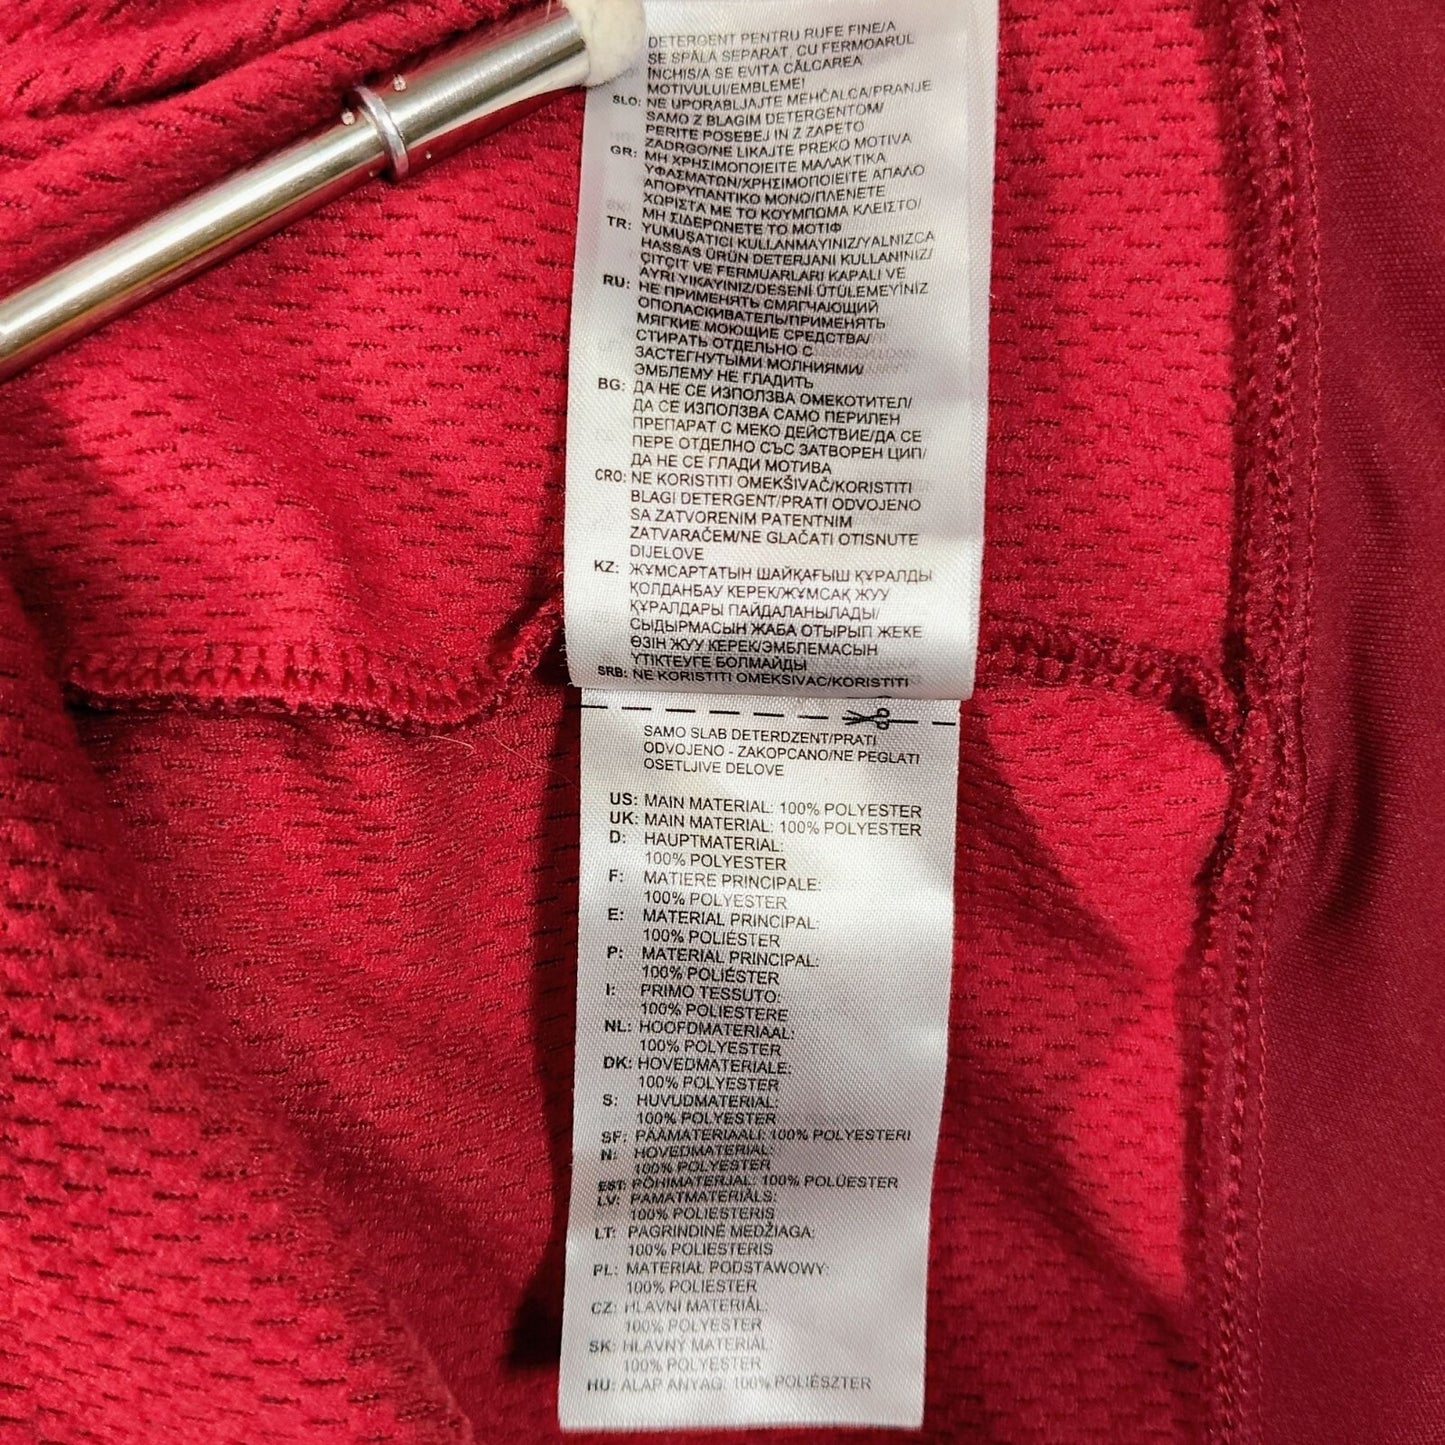 DETERGENT PENTRU RUFE FINE/A
SE SPĂLA SEPARAT, CU FERMOARUL
ÎNCHIS/A SE EVITA CĂLCAREA
MOTIVULUI/EMBLEME!
SLO: NE UPORABLJAJTE MEHČALCA/PRANJE
SAMO Z BLAGIM DETERGENTOM/
PERITE POSEBEJ IN Z ZAPETO
ZADRGO/NE LIKAJTE PREKO MOTIVA
GR: ΜΗ ΧΡΗΣΙΜΟΠΟΙΕΙΤΕ ΜΑΛΑΚΤΙΚΑ
ΥΦΑΣΜΑΤΩΝ/ΧΡΗΣΙΜΟΠΟΙΕΙΤΕ ΑΠΑΛΟ
ΑΠΟΡΥΠΑΝΤΙΚΟ ΜΟΝΟ/ΠΛΕΝΕΤΕ
ΧΩΡΙΣΤΑ ΜΕ ΤΟ ΚΟΥΜΠΩΜΑ ΚΛΕΙΣΤΟ/
ΜΗ ΣΙΔΕΡΩΝΕΤΕ ΤΟ ΜΟΤΙΦ
TR: YUMUŞATICI KULLANMAYINIZ/YALNIZCA
HASSAS ÜRÜN DETERJANI KULLANINIZ/
ÇITÇIT VE FERMUARLARI KAPALI VE
AYRI YIKAYINIZ/DESENİ ÜTÜLEMEYİNİZ
RU: НЕ ПРИМЕНЯТЬ СМЯГЧАЮЩИЙ
ОПОЛАСКИВАТЕЛЬ/ПРИМЕНЯТЬ
МЯГКИЕ МОЮЩИЕ СРЕДСТВА/
СТИРАТЬ ОТДЕЛЬНО С
ЗАСТЕГНУТЫМИ МОЛНИЯМИ/
ЭМБЛЕМУ НЕ ГЛАДИТЬ
BG: ДА НЕ СЕ ИЗПОЛЗВА ОМЕКОТИТЕЛ/
ДА СЕ ИЗПОЛЗВА САМО ПЕРИЛЕН
ПРЕПАРАТ С МЕКО ДЕЙСТВИЕ/ДА СЕ
ПЕРЕ ОТДЕЛНО СЪС ЗАТВОРЕН ЦИП/
ДА НЕ СЕ ГЛАДИ МОТИВА
CRO: NE KORISTITI OMEKŠIVAČ/KORISTITI
BLAGI DETERGENT/PRATI ODVOJENO
SA ZATVORENIM PATENTNIM
ZATVARAČEM/NE GLAČATI OTISNUTE
DIJELOVE
KZ: ЖҰМСАРТАТЫН ШАЙҚАҒЫШ ҚҰРАЛДЫ
ҚОЛДАНБАУ КЕРЕК/ЖҰМСАҚ ЖУУ
ҚҰРАЛДАРЫ ПАЙДАЛАНЫЛАДЫ/
СЫДЫРМАСЫН ЖАБА ОТЫРЫП ЖЕКЕ
ӨЗІН ЖУУ КЕРЕК/ЭМБЛЕМАСЫН
ҮТІКТЕУГЕ БОЛМАЙДЫ
SRB: NE KORISTITI OMEKSIVAC/KORISTITI
SAMO SLAB DETERDZENT/PRATI
ODVOJENO - ZAKOPCANO/NE PEGLATI
OSETLJIVE DELOVE
US: MAIN MATERIAL: 100% POLYESTER
UK: MAIN MATERIAL: 100% POLYESTER
D: HAUPTMATERIAL:
100% POLYESTER
F: MATIERE PRINCIPALE:
100% POLYESTER
E: MATERIAL PRINCIPAL:
100% POLIÉSTER
P: MATERIAL PRINCIPAL:
100% POLIÉSTER
I: PRIMO TESSUTO:
100% POLIESTERE
NL: HOOFDMATERIAAL:
100% POLYESTER
DK: HOVEDMATERIALE:
100% POLYESTER
S: HUVUDMATERIAL:
100% POLYESTER
SF: PÄÄMATERIAALI: 100% POLYESTERI
N: HOVEDMATERIAL:
100% POLYESTER
EST: PÕHIMATERJAL: 100% POLÜESTER
LV: PAMATMATERIĀLS:
100% POLIESTERIS
LT: PAGRINDINĖ MEDŽIAGA:
100% POLIESTERIS
PL: MATERIAŁ PODSTAWOWY:
100% POLIESTER
CZ: HLAVNÍ MATERIÁL:
100% POLYESTER
SK: HLAVNÝ MATERIÁL:
100% POLYESTER
HU: ALAP ANYAG: 100% POLIÉSZTER